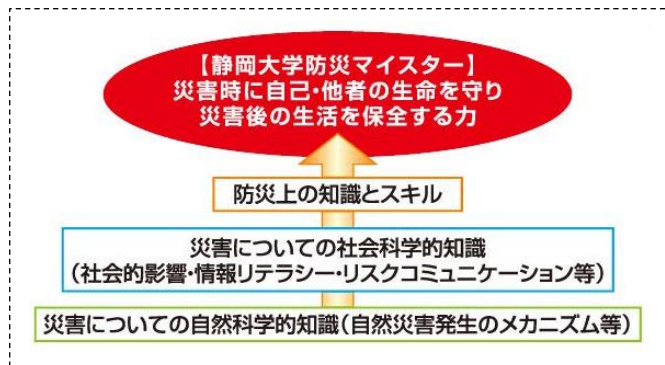 【静岡大学防災マイスター】
災害時に自己・他者の生命を守り
災害後の生活を保全する力
防災上の知識とスキル
災害についての社会科学的知識
(社会的影響・情報リテラシー・リスクコミュニケーション等)
災害についての自然科学的知識(自然災害発生のメカニズム等)